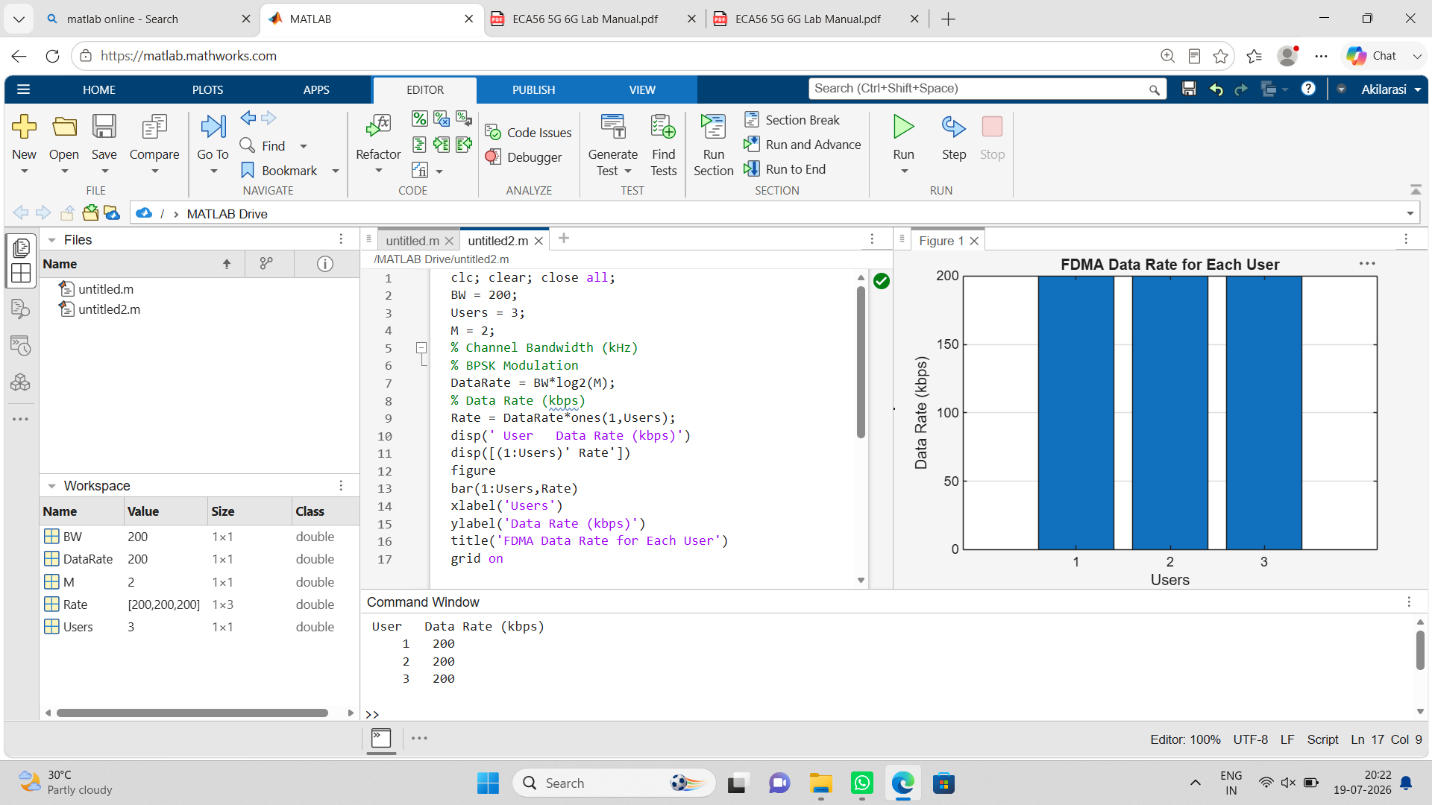 matlab online - Search
MATLAB
ECA56 5G 6G Lab Manual.pdf
ECA56 5G 6G Lab Manual.pdf
https://matlab.mathworks.com
Chat
HOME
PLOTS
APPS
EDITOR
PUBLISH
VIEW
Search (Ctrl+Shift+Space)
Akilarasi
New
Open
Save
Compare
Go To
Find
Bookmark
Refactor
Code Issues
Debugger
Generate Test
Find Tests
Run Section
Section Break
Run and Advance
Run to End
Run
Step
Stop
FILE
NAVIGATE
CODE
ANALYZE
TEST
SECTION
RUN
/ › MATLAB Drive
Files
Name
untitled.m
untitled2.m
Workspace
Name Value Size Class
BW 200 1×1 double
DataRate 200 1×1 double
M 2 1×1 double
Rate [200,200,200] 1×3 double
Users 3 1×1 double
untitled.m
untitled2.m
/MATLAB Drive/untitled2.m
1 clc; clear; close all;
2 BW = 200;
3 Users = 3;
4 M = 2;
5 % Channel Bandwidth (kHz)
6 % BPSK Modulation
7 DataRate = BW*log2(M);
8 % Data Rate (kbps)
9 Rate = DataRate*ones(1,Users);
10 disp(' User   Data Rate (kbps)')
11 disp([(1:Users)' Rate'])
12 figure
13 bar(1:Users,Rate)
14 xlabel('Users')
15 ylabel('Data Rate (kbps)')
16 title('FDMA Data Rate for Each User')
17 grid on
Figure 1
FDMA Data Rate for Each User
200
150
100
50
0
Data Rate (kbps)
1 2 3
Users
Command Window
User   Data Rate (kbps)
1 200
2 200
3 200
>>
Editor: 100% UTF-8 LF Script Ln 17 Col 9
30°C
Partly cloudy
Search
ENG
IN
20:22
19-07-2026